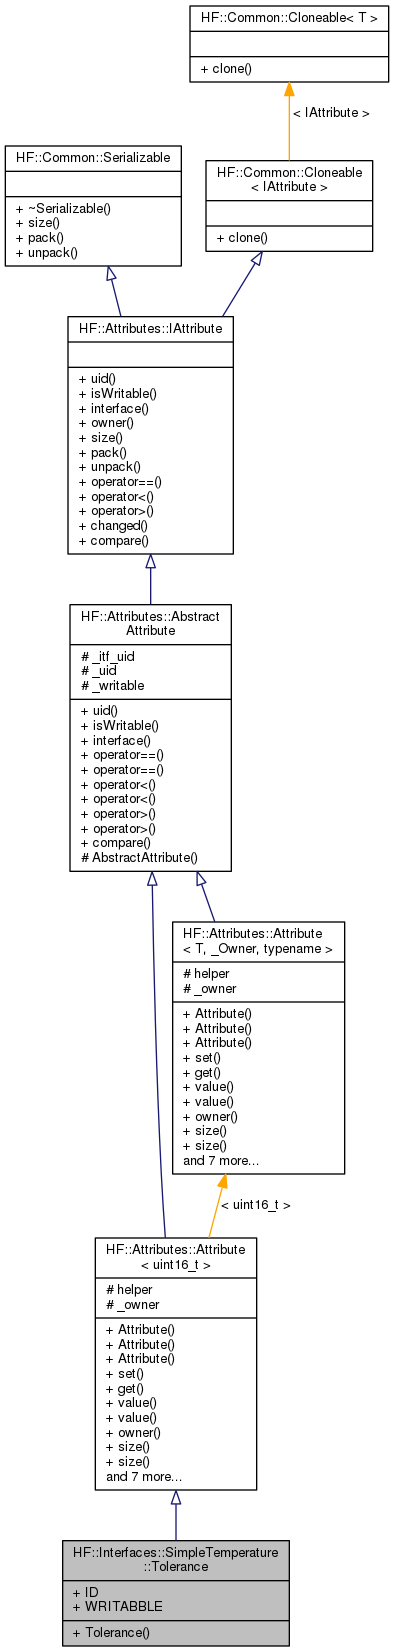 HF::Common::Cloneable< T >
+ clone()
< IAttribute >
HF::Common::Serializable
+ ~Serializable()
+ size()
+ pack()
+ unpack()
HF::Common::Cloneable
< IAttribute >
+ clone()
HF::Attributes::IAttribute
+ uid()
+ isWritable()
+ interface()
+ owner()
+ size()
+ pack()
+ unpack()
+ operator==()
+ operator<()
+ operator>()
+ changed()
+ compare()
HF::Attributes::Abstract
Attribute
# _itf_uid
# _uid
# _writable
+ uid()
+ isWritable()
+ interface()
+ operator==()
+ operator==()
+ operator<()
+ operator<()
+ operator>()
+ operator>()
+ compare()
# AbstractAttribute()
HF::Attributes::Attribute
< T, _Owner, typename >
# helper
# _owner
+ Attribute()
+ Attribute()
+ Attribute()
+ set()
+ get()
+ value()
+ value()
+ owner()
+ size()
+ size()
and 7 more...
< uint16_t >
HF::Attributes::Attribute
< uint16_t >
# helper
# _owner
+ Attribute()
+ Attribute()
+ Attribute()
+ set()
+ get()
+ value()
+ value()
+ owner()
+ size()
+ size()
and 7 more...
HF::Interfaces::SimpleTemperature
::Tolerance
+ ID
+ WRITABBLE
+ Tolerance()